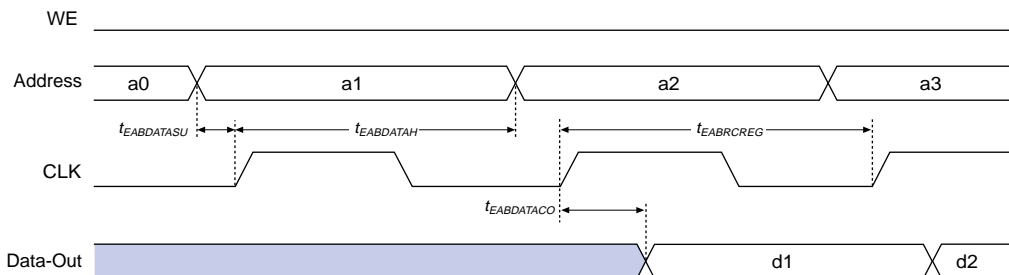 WE
Address a0 a1 a2 a3
tEABDATASU tEABDATAH tEABRCREG
CLK
tEABDATACO
Data-Out d1 d2